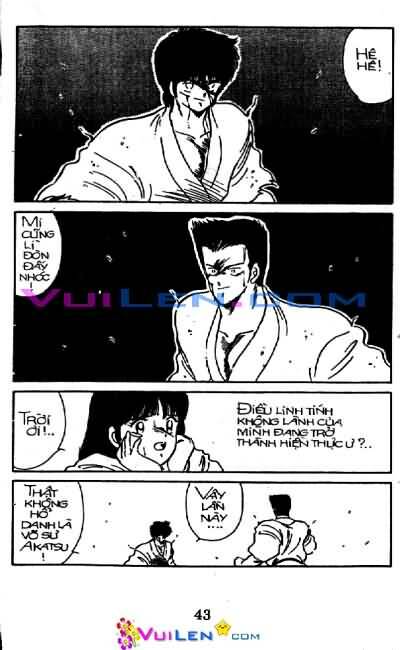 HÊ
HÊ!
MI
CŨNG
LÌ
ĐÒN
ĐẤY
NHÓC
!
VUILEN.COM
TRỜI
ƠI!..
ĐIỀU LINH TÍNH
KHÔNG LÀNH CỦA
MÌNH ĐANG TRỞ
THÀNH HIỆN THỰC Ư?..
THẬT
KHÔNG
HỔ
DANH LÀ
VÕ SƯ
AKATSU
!
VẬY
LẦN
NÀY
....
43
VUILEN.COM